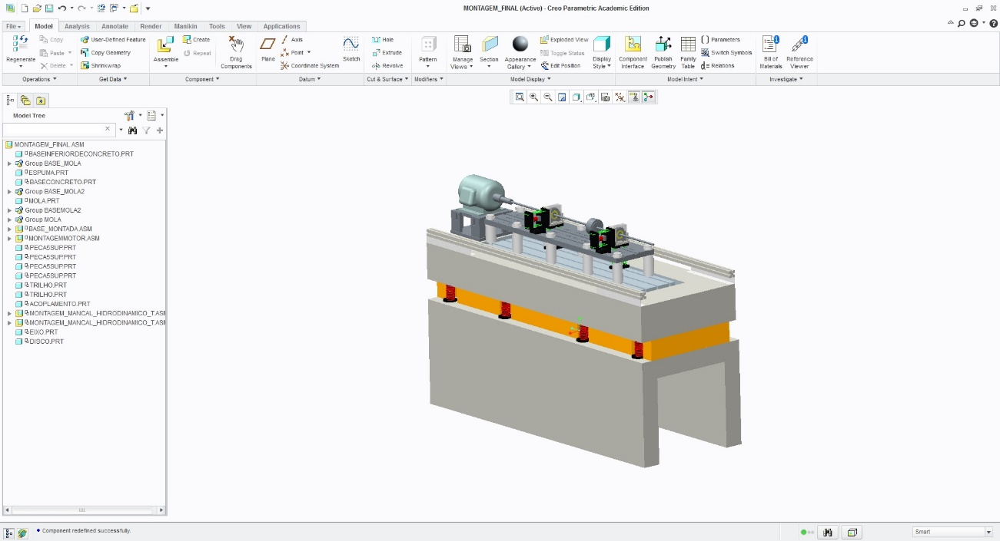 MONTAGEM_FINAL (Active) - Creo Parametric Academic Edition
File Model Analysis Annotate Render Manikin Tools View Applications
Regenerate
Copy
Paste
Delete
Operations
User-Defined Feature
Copy Geometry
Shrinkwrap
Get Data
Assemble
Create
Repeat
Drag
Components
Component
Plane
Axis
Point
Coordinate System
Sketch
Datum
Hole
Extrude
Revolve
Cut & Surface
Pattern
Modifiers
Manage
Views
Section
Appearance
Gallery
Exploded View
Toggle Status
Edit Position
Display
Style
Model Display
Component
Interface
Publish
Geometry
Family
Table
Parameters
Switch Symbols
Relations
Model Intent
Bill of
Materials
Reference
Viewer
Investigate
Model Tree
MONTAGEM_FINAL.ASM
BASEINFERIORDECONCRETO.PRT
Group BASE_MOLA
ESPUMA.PRT
BASECONCRETO.PRT
Group BASE_MOLA2
MOLA.PRT
Group BASEMOLA2
Group MOLA
BASE_MONTADA.ASM
MONTAGEMMOTOR.ASM
PECA5SUP.PRT
PECA5SUP.PRT
PECA5SUP.PRT
PECA5SUP.PRT
TRILHO.PRT
TRILHO.PRT
ACOPLAMENTO.PRT
MONTAGEM_MANCAL_HIDRODINAMICO_T.ASM
MONTAGEM_MANCAL_HIDRODINAMICO_T.ASM
EIXO.PRT
DISCO.PRT
Component redefined successfully.
Smart